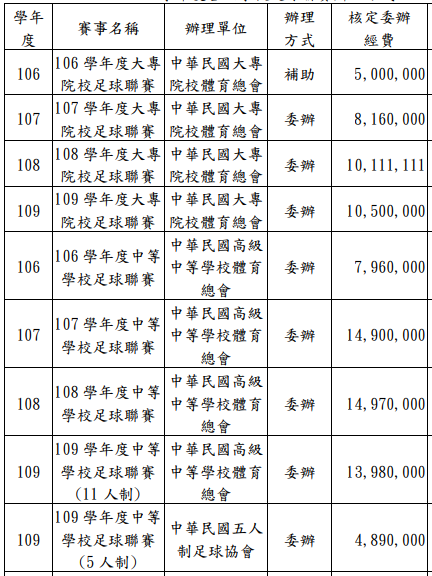 學年度 賽事名稱 辦理單位 辦理方式 核定委辦經費
106 106 學年度大專院校足球聯賽 中華民國大專院校體育總會 補助 5,000,000
107 107 學年度大專院校足球聯賽 中華民國大專院校體育總會 委辦 8,160,000
108 108 學年度大專院校足球聯賽 中華民國大專院校體育總會 委辦 10,111,111
109 109 學年度大專院校足球聯賽 中華民國大專院校體育總會 委辦 10,500,000
106 106 學年度中等學校足球聯賽 中華民國高級中等學校體育總會 委辦 7,960,000
107 107 學年度中等學校足球聯賽 中華民國高級中等學校體育總會 委辦 14,900,000
108 108 學年度中等學校足球聯賽 中華民國高級中等學校體育總會 委辦 14,970,000
109 109 學年度中等學校足球聯賽(11 人制) 中華民國高級中等學校體育總會 委辦 13,980,000
109 109 學年度中等學校足球聯賽(5 人制) 中華民國五人制足球協會 委辦 4,890,000